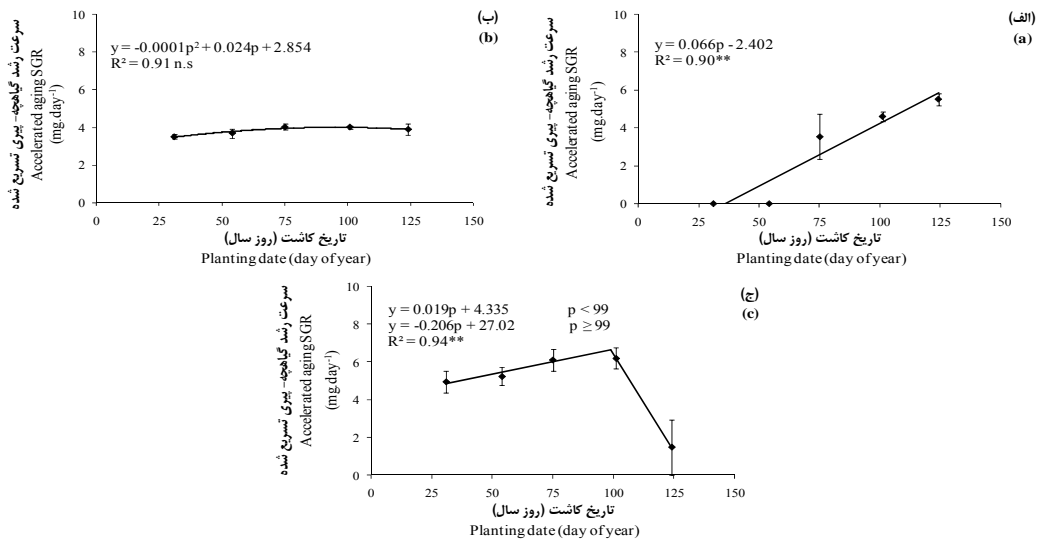 (الف)
(a)
y = 0.066p - 2.402
R² = 0.90**
سرعت رشد گیاهچه- پیری تسریع شده
Accelerated aging SGR
(mg.day⁻¹)
10
8
6
4
2
0
0 25 50 75 100 125 150
تاریخ کاشت (روز سال)
Planting date (day of year)
(ب)
(b)
y = -0.0001p² + 0.024p + 2.854
R² = 0.91 n.s
سرعت رشد گیاهچه- پیری تسریع شده
Accelerated aging SGR
(mg.day⁻¹)
10
8
6
4
2
0
0 25 50 75 100 125 150
تاریخ کاشت (روز سال)
Planting date (day of year)
(ج)
(c)
y = 0.019p + 4.335 p < 99
y = -0.206p + 27.02 p ≥ 99
R² = 0.94**
سرعت رشد گیاهچه- پیری تسریع شده
Accelerated aging SGR
(mg.day⁻¹)
10
8
6
4
2
0
0 25 50 75 100 125 150
تاریخ کاشت (روز سال)
Planting date (day of year)